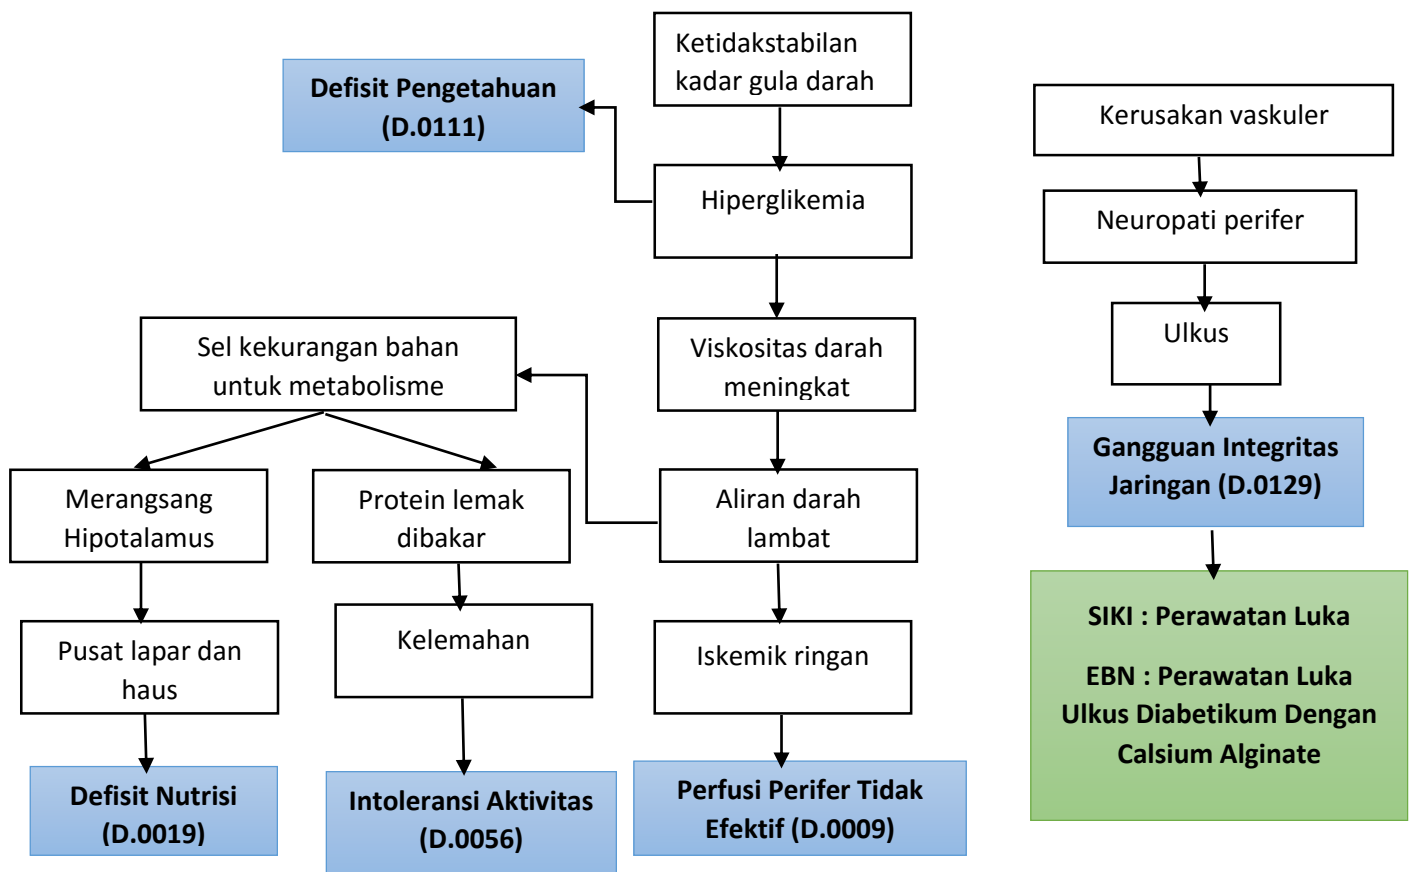 Ketidakstabilan
kadar gula darah
Defisit Pengetahuan
(D.0111)
Kerusakan vaskuler
Hiperglikemia
Neuropati perifer
Sel kekurangan bahan
untuk metabolisme
Viskositas darah
meningkat
Ulkus
Gangguan Integritas
Jaringan (D.0129)
Merangsang
Hipotalamus
Protein lemak
dibakar
Aliran darah
lambat
SIKI : Perawatan Luka
EBN : Perawatan Luka
Ulkus Diabetikum Dengan
Calsium Alginate
Pusat lapar dan
haus
Kelemahan
Iskemik ringan
Defisit Nutrisi
(D.0019)
Intoleransi Aktivitas
(D.0056)
Perfusi Perifer Tidak
Efektif (D.0009)